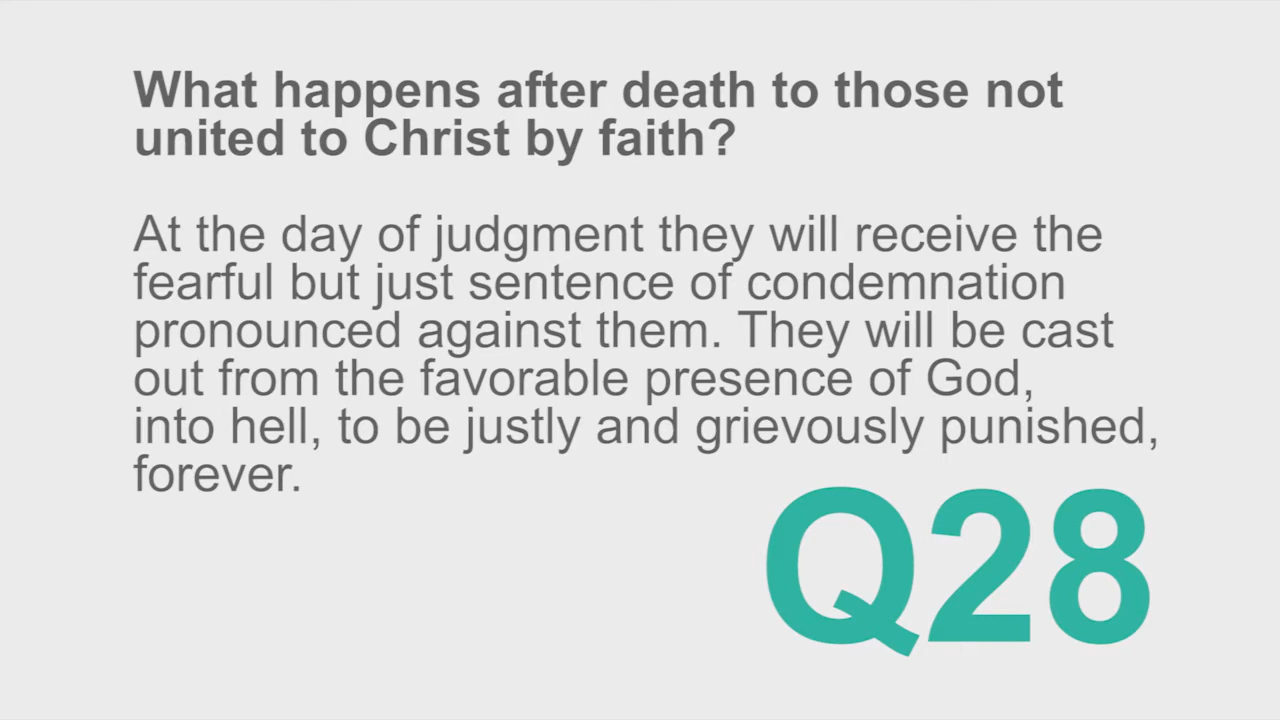 What happens after death to those not
united to Christ by faith?
At the day of judgment they will receive the
fearful but just sentence of condemnation
pronounced against them. They will be cast
out from the favorable presence of God,
into hell, to be justly and grievously punished,
forever.
Q28